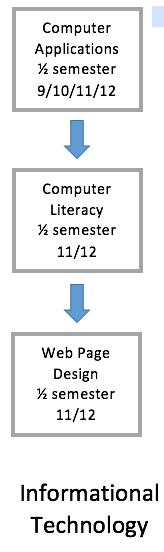 Computer
Applications
½ semester
9/10/11/12
Computer
Literacy
½ semester
11/12
Web Page
Design
½ semester
11/12
Informational
Technology